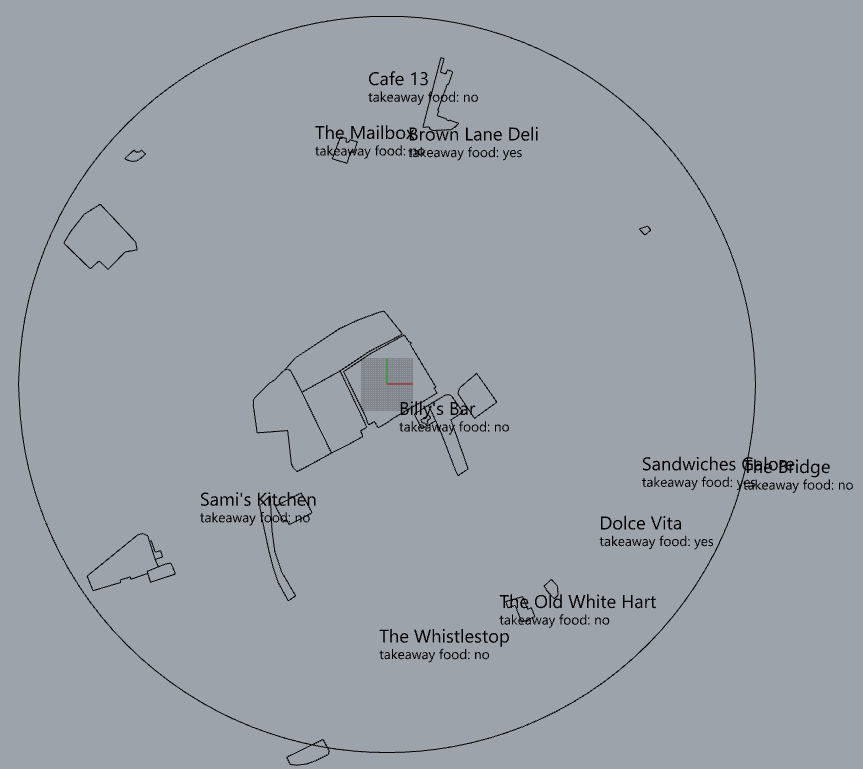 Cafe 13
takeaway food: no
The Mailbox
takeaway food: no
Brown Lane Deli
takeaway food: yes
Billy's Bar
takeaway food: no
Sandwiches Galore
takeaway food: yes
The Bridge
takeaway food: no
Sami's Kitchen
takeaway food: no
Dolce Vita
takeaway food: yes
The Old White Hart
takeaway food: no
The Whistlestop
takeaway food: no